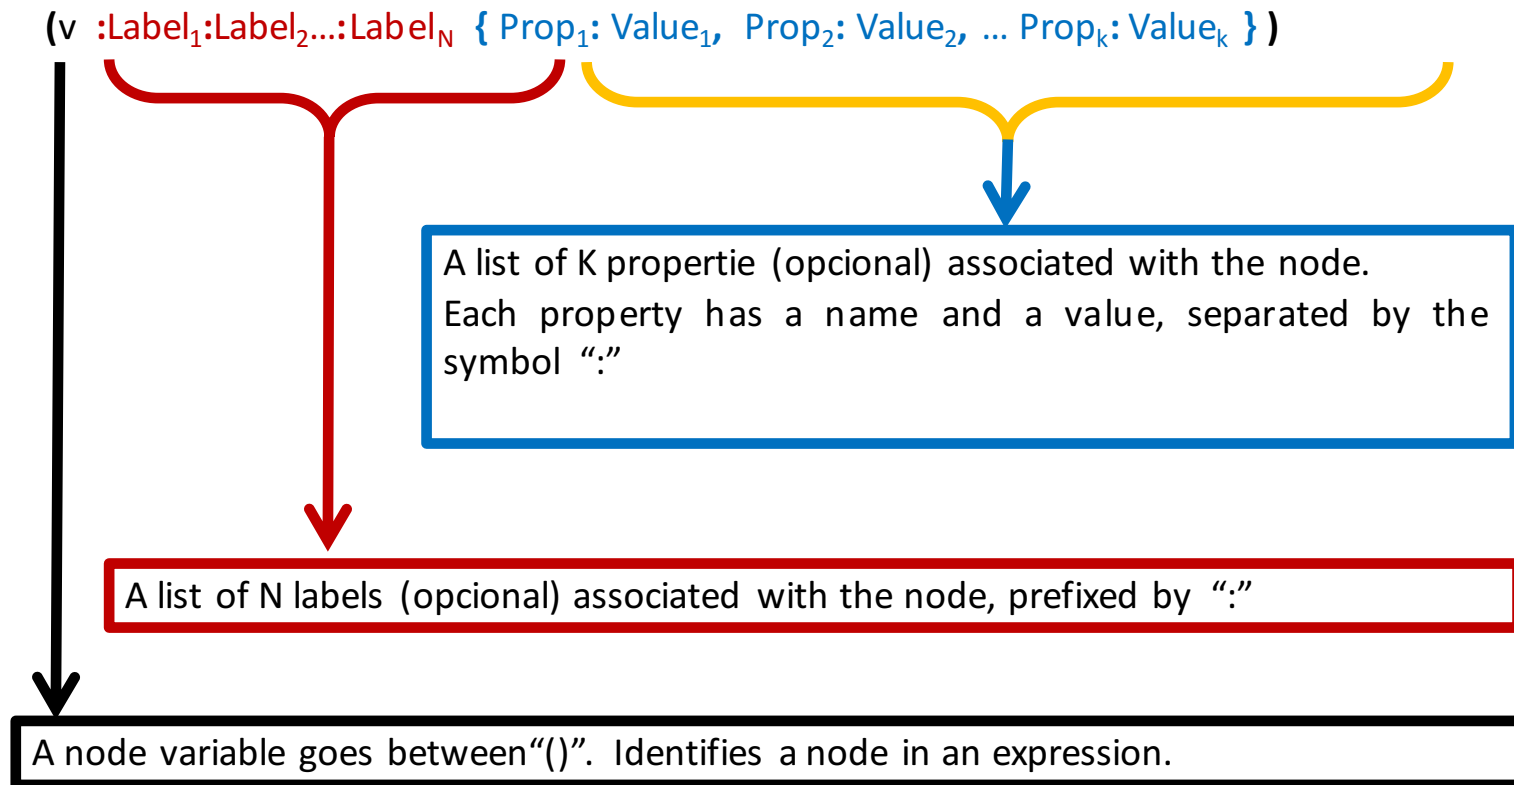 (v :Label₁:Label₂...:Label_N { Prop₁: Value₁, Prop₂: Value₂, ... Propₖ: Valueₖ } )
A list of K propertie (opcional) associated with the node.
Each property has a name and a value, separated by the
symbol “:”
A list of N labels (opcional) associated with the node, prefixed by “:”
A node variable goes between“()”. Identifies a node in an expression.